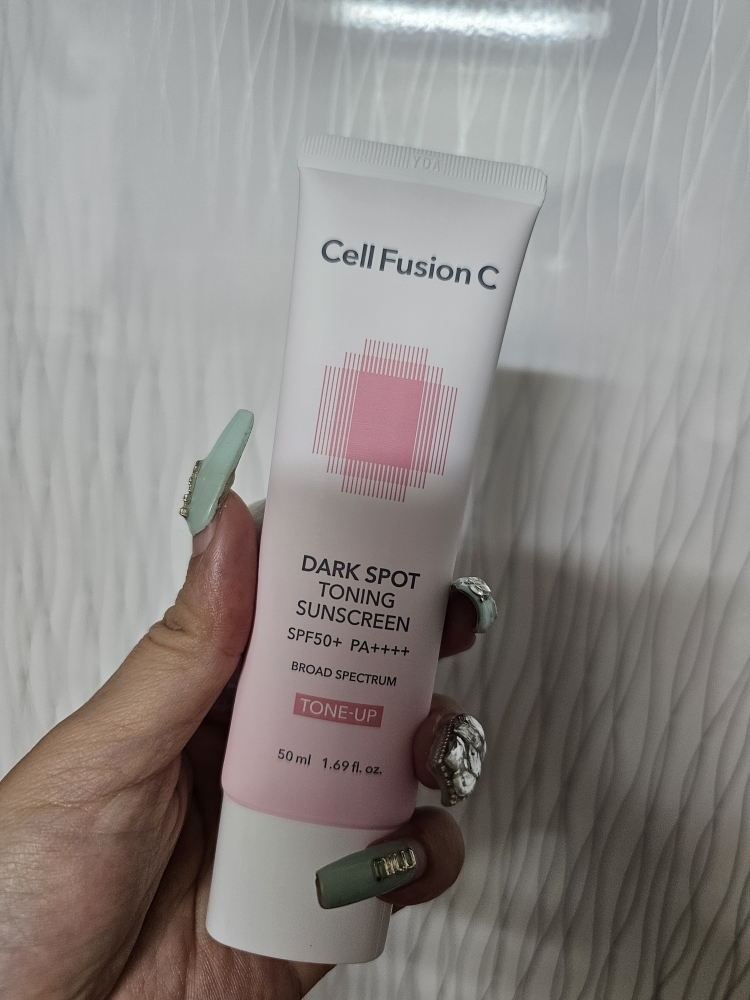 Cell Fusion C
DARK SPOT
TONING
SUNSCREEN
SPF50+ PA++++
BROAD SPECTRUM
TONE-UP
50 ml 1.69 fl. oz.